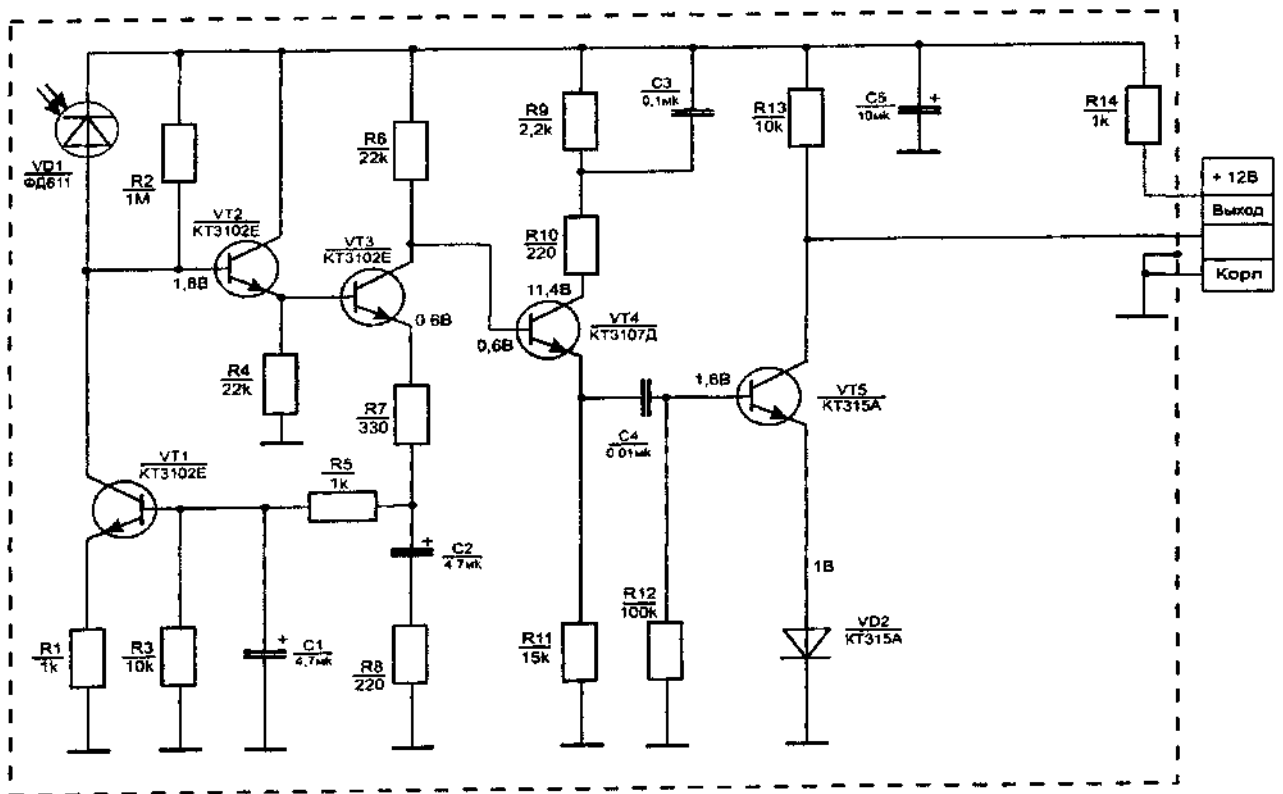 VD1
ФД611
R2
1М
VT2
КТ3102Е
1,8В
R4
22k
R6
22k
VT3
КТ3102Е
0 6В
R7
330
VT1
КТ3102Е
R5
1k
C2
4 7мк
R1
1k
R3
10k
C1
4,7мк
R8
220
R9
2,2k
C3
0,1мк
R10
220
11,4В
VT4
КТ3107Д
0,6В
C4
0 01мк
R11
15k
R12
100k
R13
10k
C5
10мк
R14
1k
1,6В
VT5
КТ315А
1В
VD2
КТ315А
+ 12В
Выход
Корп
+
+
+